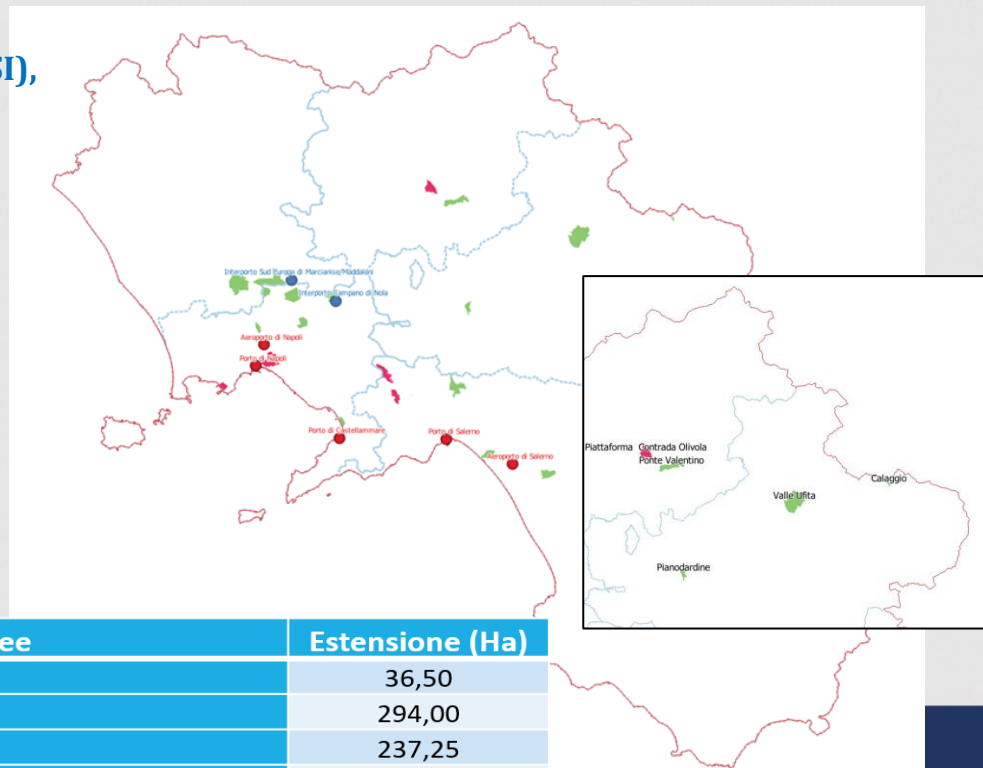 SI),
Interporto Sud Europa di Marcianise/Maddaloni
Interporto Campano di Nola
Aeroporto di Napoli
Porto di Napoli
Porto di Castellammare
Porto di Salerno
Aeroporto di Salerno
Piattaforma Contrada Olivola
Ponte Valentino
Calaggio
Valle Ufita
Pianodardine
ee Estensione (Ha)
36,50
294,00
237,25